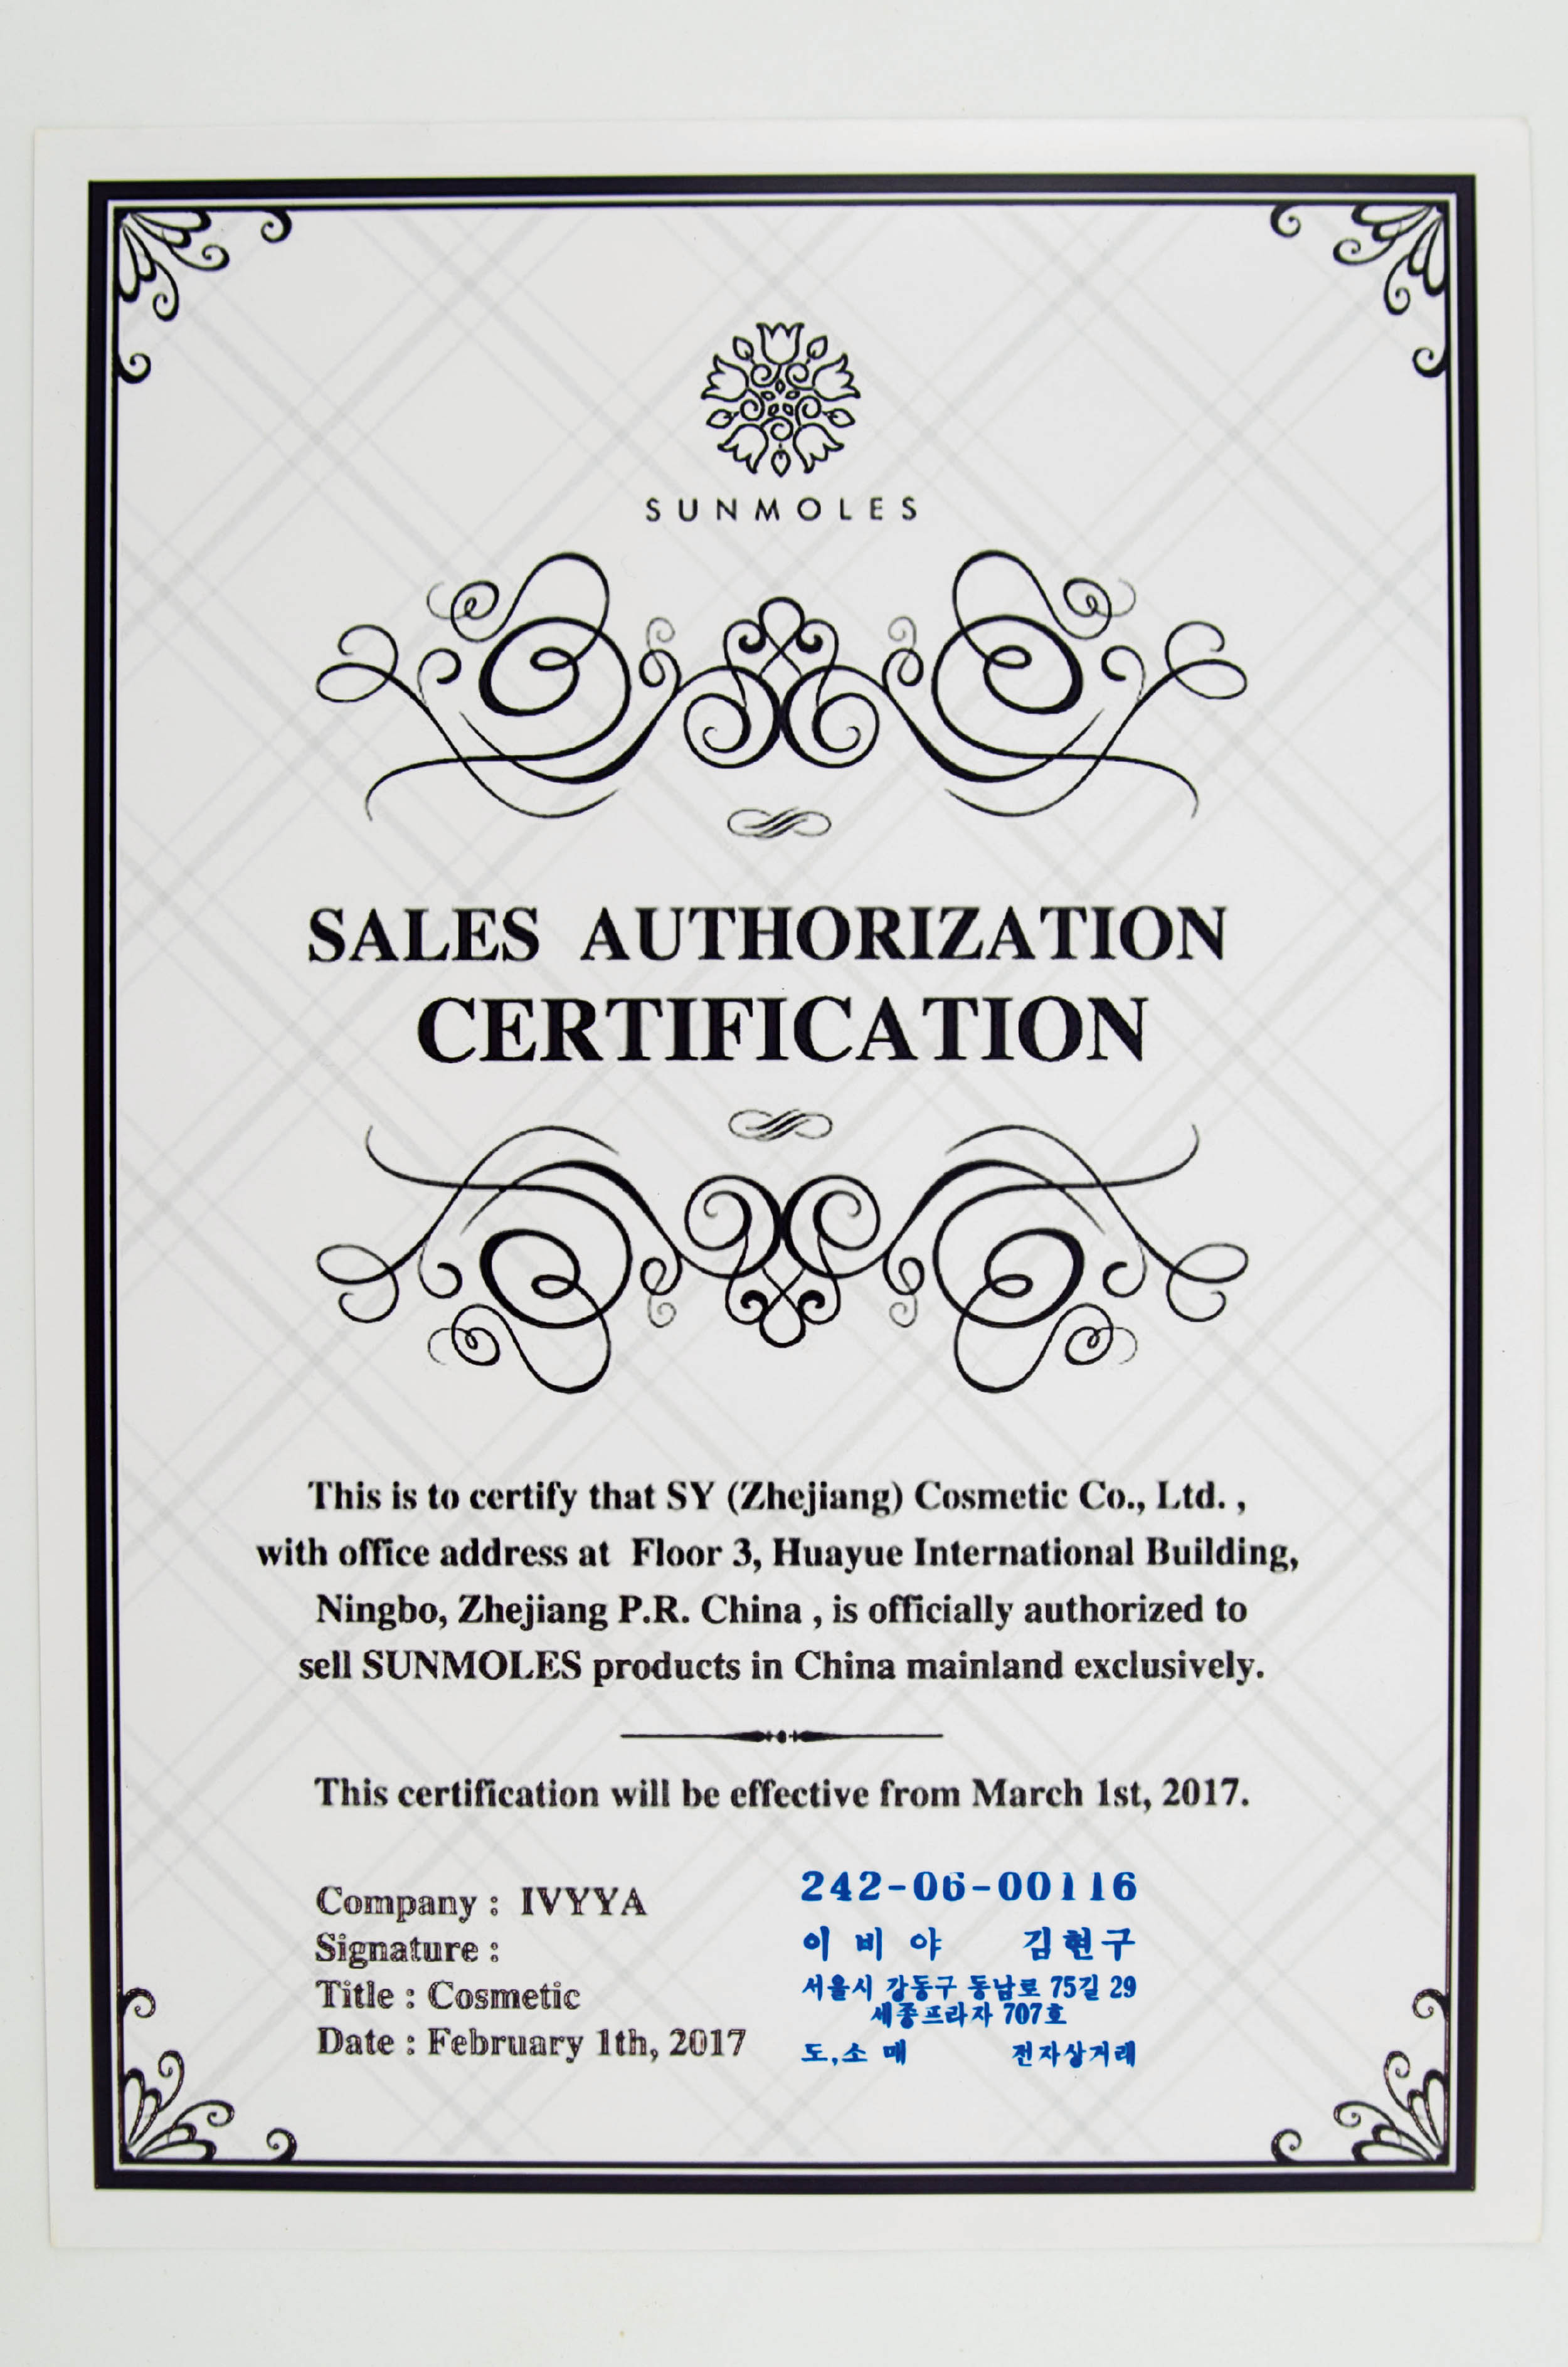 SUNMOLES
SALES AUTHORIZATION
CERTIFICATION
This is to certify that SY (Zhejiang) Cosmetic Co., Ltd. ,
with office address at Floor 3, Huayue International Building,
Ningbo, Zhejiang P.R. China , is officially authorized to
sell SUNMOLES products in China mainland exclusively.
This certification will be effective from March 1st, 2017.
Company : IVYYA
Signature :
Title : Cosmetic
Date : February 1th, 2017
242-06-00116
이 비 야 김현구
서울시 강동구 동남로 75길 29
세종프라자 707호
도,소 매 전자상거래